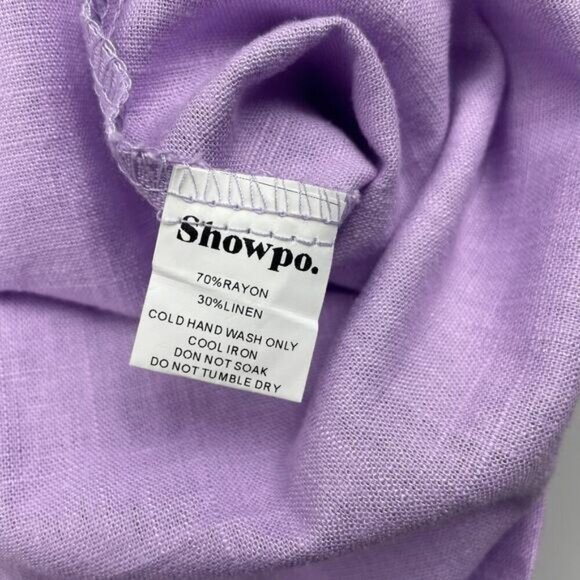 Showpo.
70%RAYON
30%LINEN
COLD HAND WASH ONLY
COOL IRON
DON NOT SOAK
DO NOT TUMBLE DRY